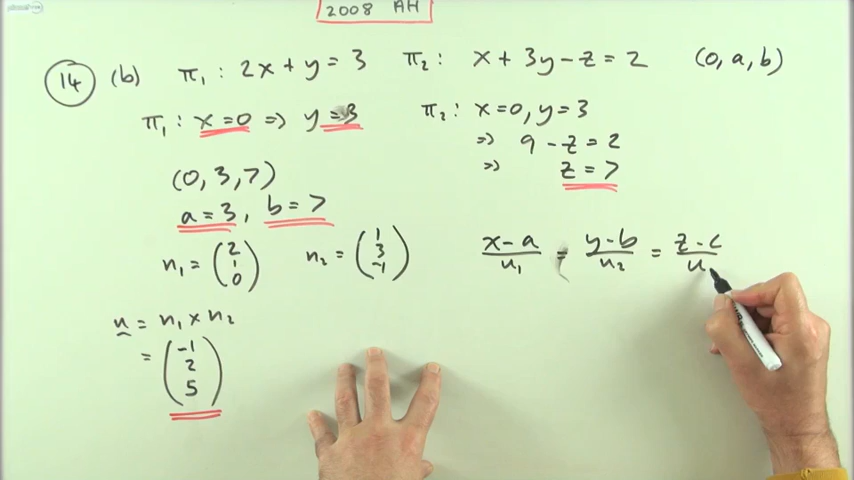 2008 AH
14 (b) π₁ : 2x + y = 3 π₂ : x + 3y - z = 2 (0, a, b)
π₁ : x = 0 => y = 3
π₂ : x = 0, y = 3
=> 9 - z = 2
=> z = 7
(0, 3, 7)
a = 3, b = 7
n₁ = (2 1 0) n₂ = (1 3 -1)
u = n₁ x n₂
= (-1 2 5)
x - a / u₁ = y - b / u₂ = z - c / u